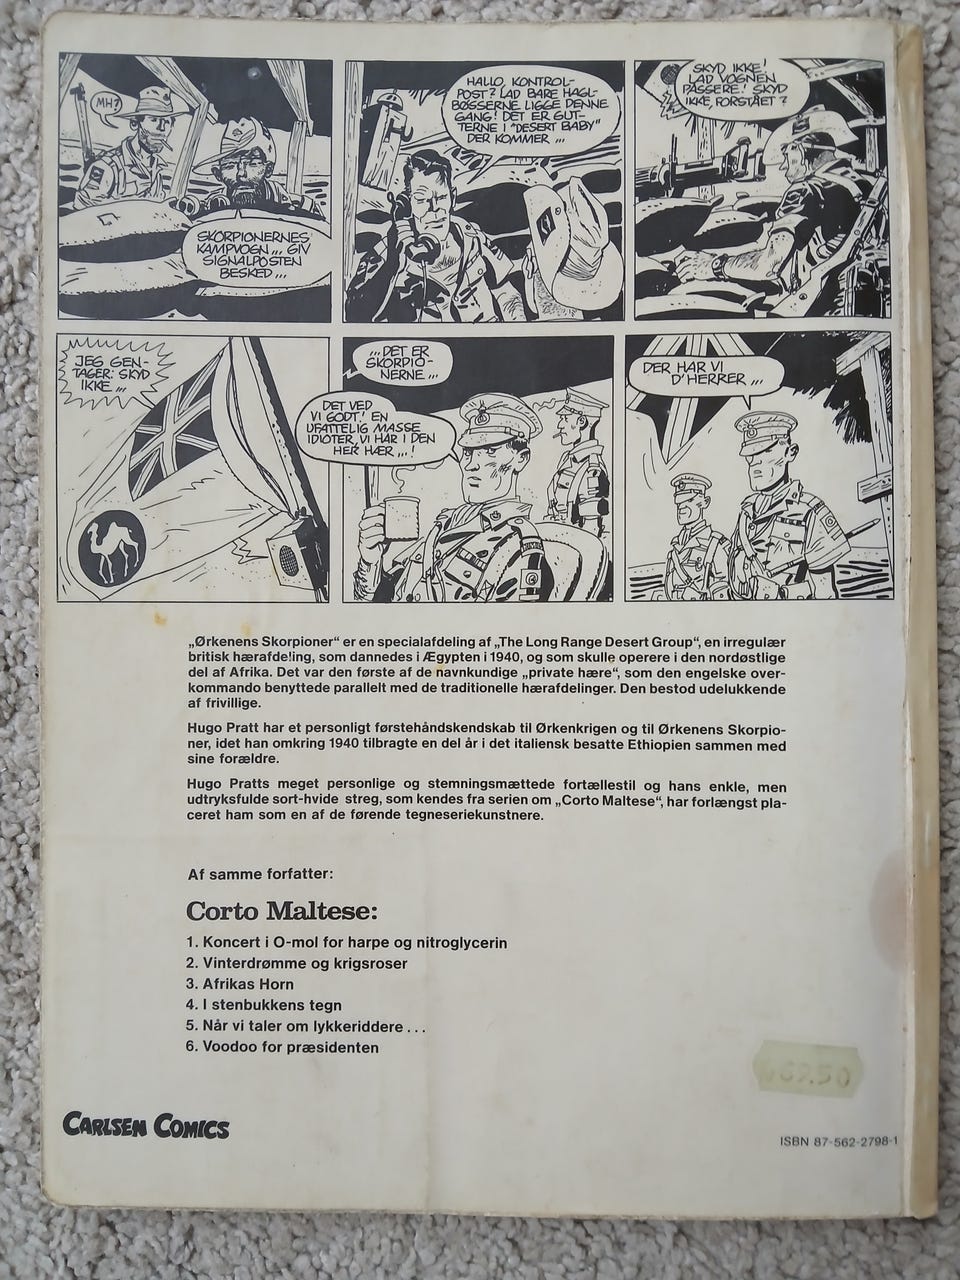 MH?
SKORPIONERNES
KAMPVOGN... GIV
SIGNALPOSTEN
BESKED...
HALLO, KONTROL-
POST? LAD BARE HAGL-
BØSSERNE LIGGE DENNE
GANG! DET ER GUT-
TERNE I "DESERT BABY"
DER KOMMER...
SKYD IKKE!
LAD VOGNEN
PASSERE! SKYD
IKKE, FORSTÅET?
JEG GEN-
TAGER: SKYD
IKKE...
...DET ER
SKORPIO-
NERNE...
DET VED
VI GODT! EN
UFATTELIG MASSE
IDIOTER, VI HAR I DEN
HER HÆR...!
DER HAR VI
D'HERRER...
„Ørkenens Skorpioner“ er en specialafdeling af „The Long Range Desert Group“, en irregulær
britisk hærafdeling, som dannedes i Ægypten i 1940, og som skulle operere i den nordøstlige
del af Afrika. Det var den første af de navnkundige „private hære“, som den engelske over-
kommando benyttede parallelt med de traditionelle hærafdelinger. Den bestod udelukkende
af frivillige.
Hugo Pratt har et personligt førstehåndskendskab til Ørkenkrigen og til Ørkenens Skorpio-
ner, idet han omkring 1940 tilbragte en del år i det italiensk besatte Ethiopien sammen med
sine forældre.
Hugo Pratts meget personlige og stemningsmættede fortællestil og hans enkle, men
udtryksfulde sort-hvide streg, som kendes fra serien om „Corto Maltese“, har forlængst pla-
ceret ham som en af de førende tegneseriekunstnere.
Af samme forfatter:
Corto Maltese:
1. Koncert i O-mol for harpe og nitroglycerin
2. Vinterdrømme og krigsroser
3. Afrikas Horn
4. I stenbukkens tegn
5. Når vi taler om lykkeriddere...
6. Voodoo for præsidenten
69.50
CARLSEN COMICS
ISBN 87-562-2798-1